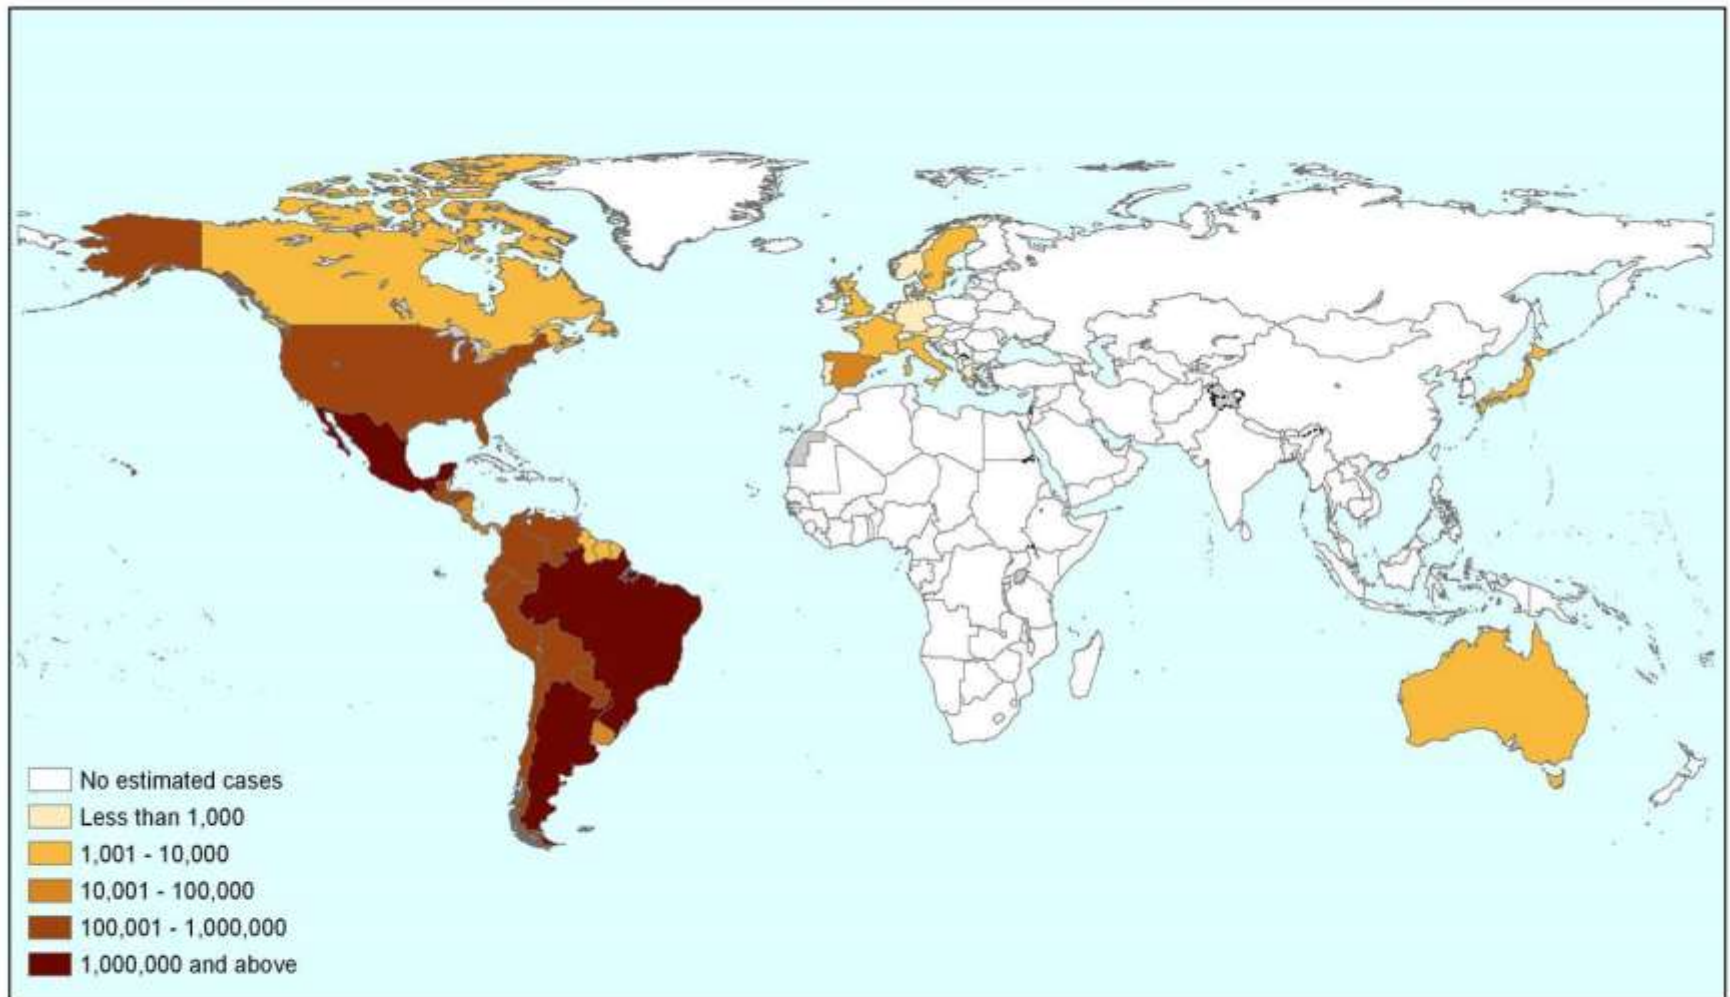 No estimated cases
Less than 1,000
1,001 - 10,000
10,001 - 100,000
100,001 - 1,000,000
1,000,000 and above